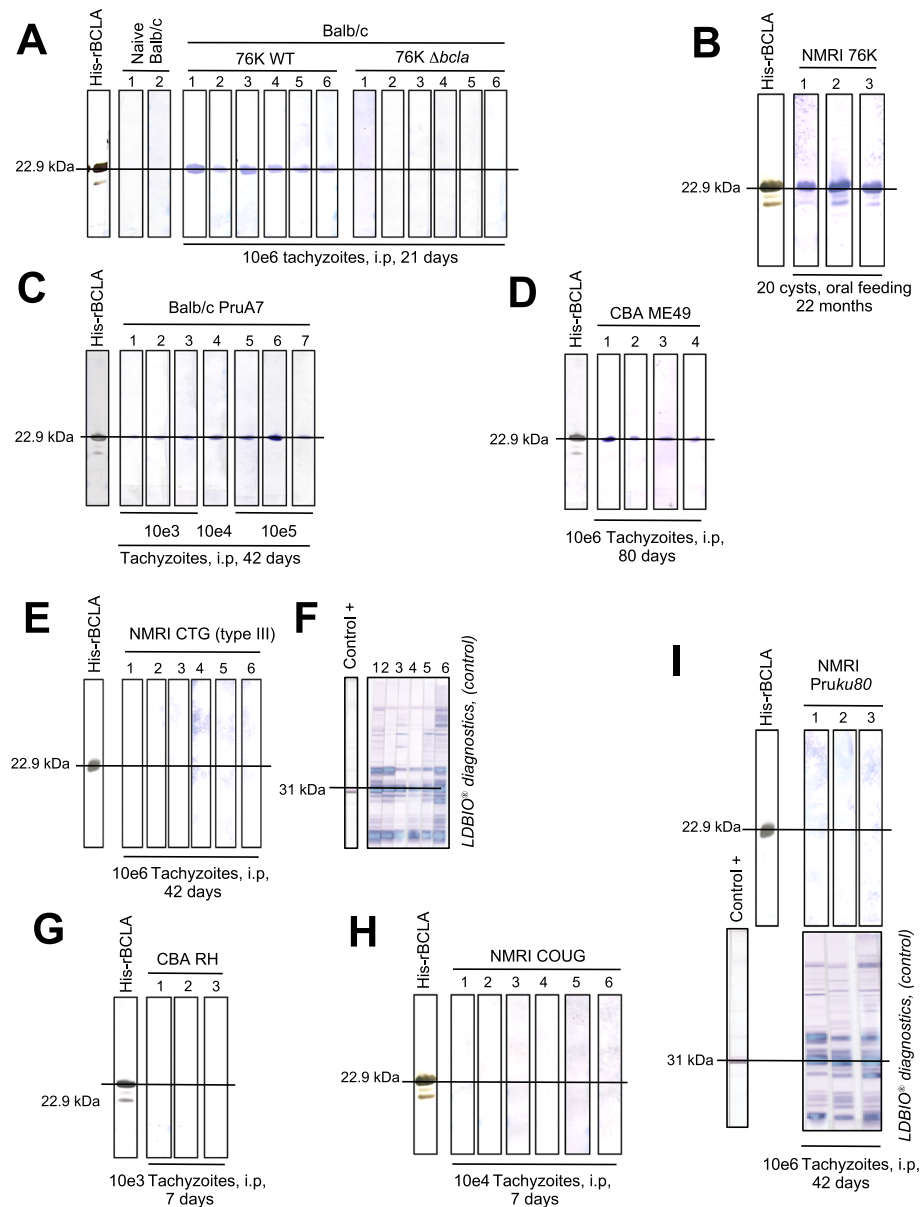 A
His-rBCLA
Naive
Balb/c
Balb/c
76K WT
76K Δbcla
1 2 1 2 3 4 5 6 1 2 3 4 5 6
22.9 kDa
10e6 tachyzoites, i.p, 21 days
B
His-rBCLA
NMRI 76K
1 2 3
22.9 kDa
20 cysts, oral feeding
22 months
C
His-rBCLA
Balb/c PruA7
1 2 3 4 5 6 7
22.9 kDa
10e3 10e4 10e5
Tachyzoites, i.p, 42 days
D
His-rBCLA
CBA ME49
1 2 3 4
22.9 kDa
10e6 Tachyzoites, i.p,
80 days
E
His-rBCLA
NMRI CTG (type III)
1 2 3 4 5 6
22.9 kDa
10e6 Tachyzoites, i.p,
42 days
F
Control +
12 3 4 5 6
31 kDa
LDBIO® diagnostics, (control)
G
His-rBCLA
CBA RH
1 2 3
22.9 kDa
10e3 Tachyzoites, i.p,
7 days
H
His-rBCLA
NMRI COUG
1 2 3 4 5 6
22.9 kDa
10e4 Tachyzoites, i.p,
7 days
I
His-rBCLA
NMRI
Pruku80
1 2 3
22.9 kDa
Control +
31 kDa
LDBIO® diagnostics, (control)
10e6 Tachyzoites, i.p,
42 days